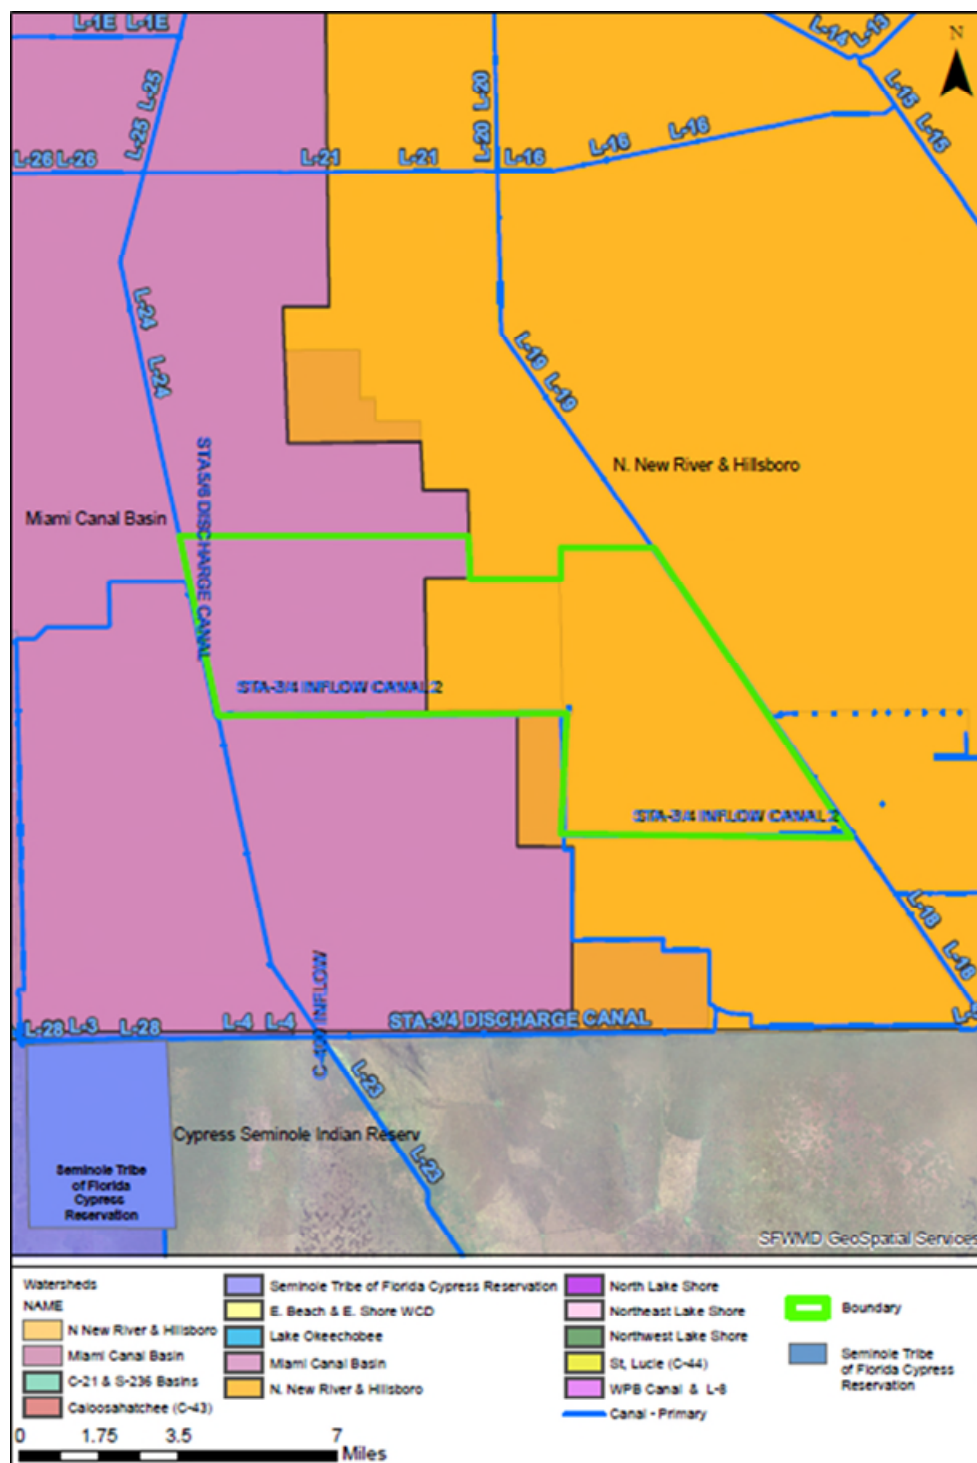 L-1E L-1E
L-14 L-13
N
L-25 L-25
L-20 L-20
L-15 L-15
L-26 L-26
L-21 L-21
L-16 L-16 L-16
L-24 L-24
L-19 L-19
STA5/6 DISCHARGE CANAL
N. New River & Hillsboro
Miami Canal Basin
STA-3/4 INFLOW CANAL 2
STA-3/4 INFLOW CANAL 2
L-18 L-18
C-400 INFLOW
L-28 L-3 L-28 L-4 L-4
STA-3/4 DISCHARGE CANAL
L-23
L-23
Cypress Seminole Indian Reserv
Seminole Tribe
of Florida
Cypress
Reservation
SFWMD GeoSpatial Services
Watersheds
NAME
N New River & Hillsboro
Miami Canal Basin
C-21 & S-236 Basins
Caloosahatchee (C-43)
Seminole Tribe of Florida Cypress Reservation
E. Beach & E. Shore WCD
Lake Okeechobee
Miami Canal Basin
N. New River & Hillsboro
North Lake Shore
Northeast Lake Shore
Northwest Lake Shore
St, Lucie (C-44)
WPB Canal & L-8
Canal - Primary
Boundary
Seminole Tribe
of Florida Cypress
Reservation
0 1.75 3.5 7
Miles